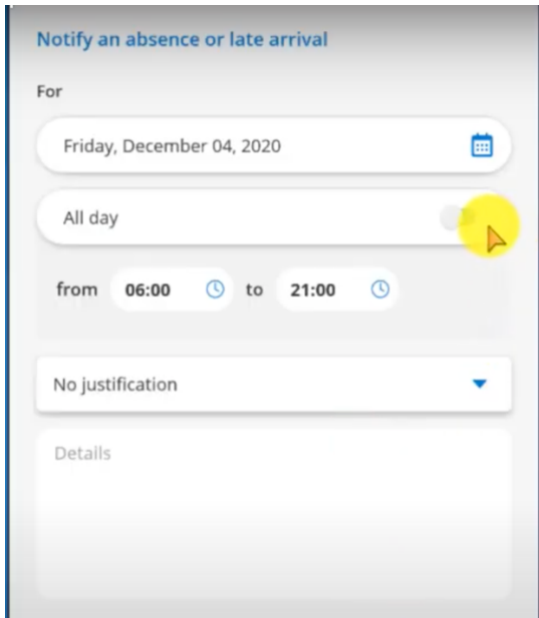 Notify an absence or late arrival
For
Friday, December 04, 2020
All day
from 06:00 to 21:00
No justification
Details